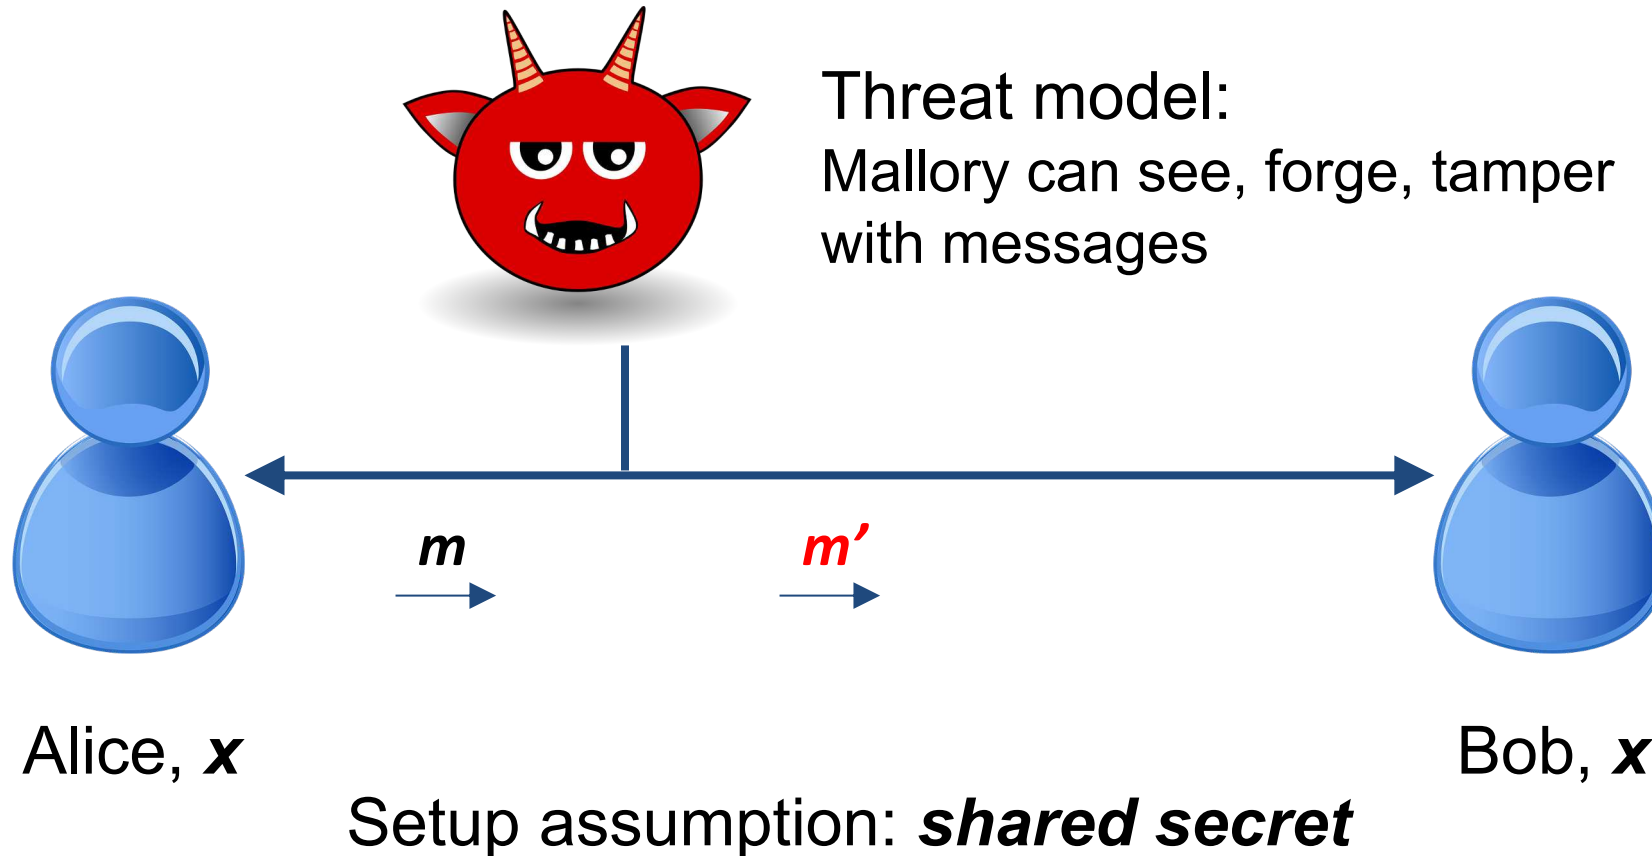 Threat model:
Mallory can see, forge, tamper
with messages
m
m’
Alice, x
Bob, x
Setup assumption: shared secret